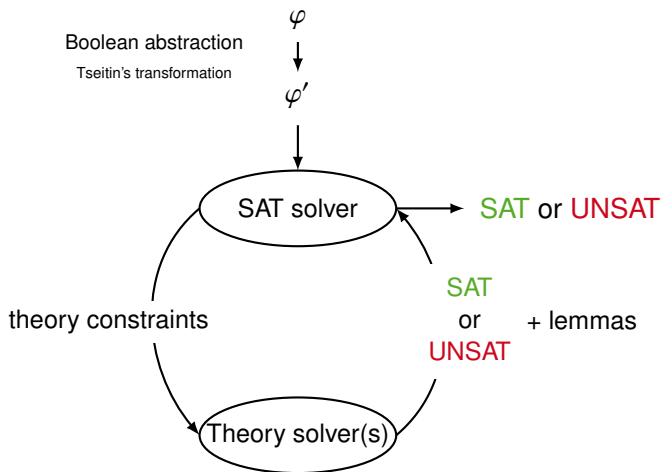 φ
Boolean abstraction
Tseitin's transformation
φ′
SAT solver
SAT or UNSAT
SAT
theory constraints
or
+ lemmas
UNSAT
Theory solver(s)